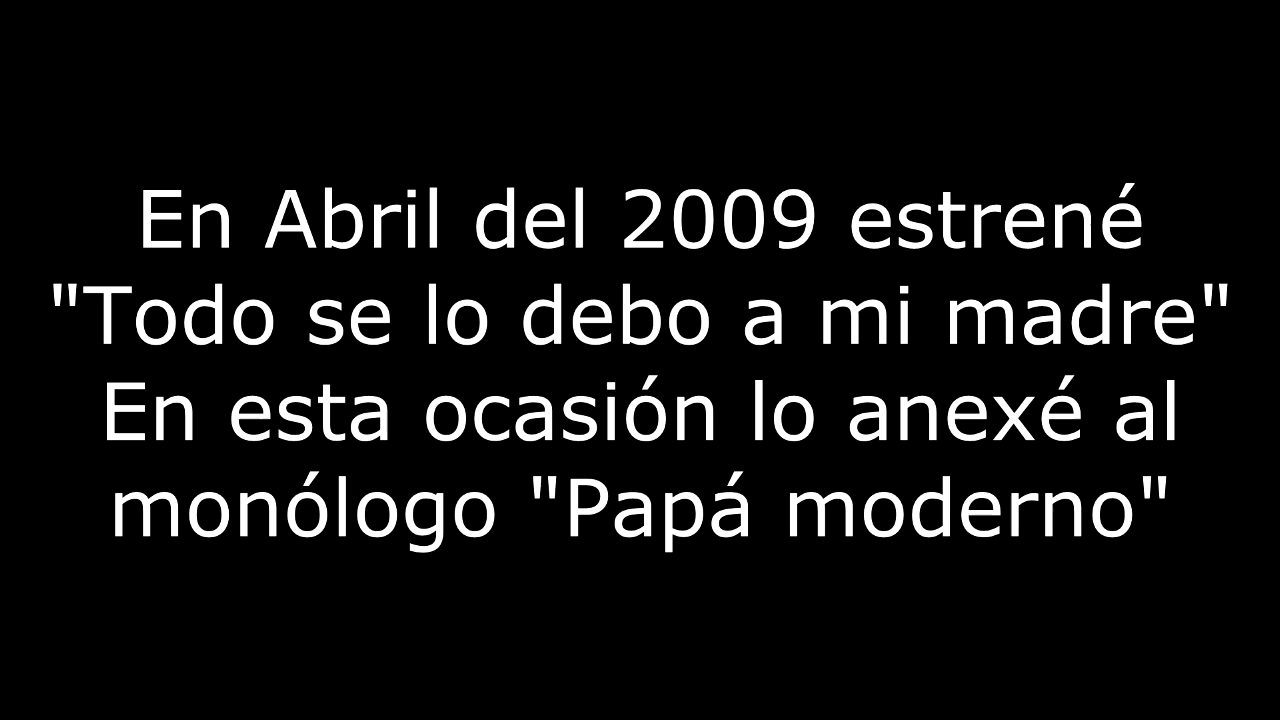 En Abril del 2009 estrené
"Todo se lo debo a mi madre"
En esta ocasión lo anexé al
monólogo "Papá moderno"